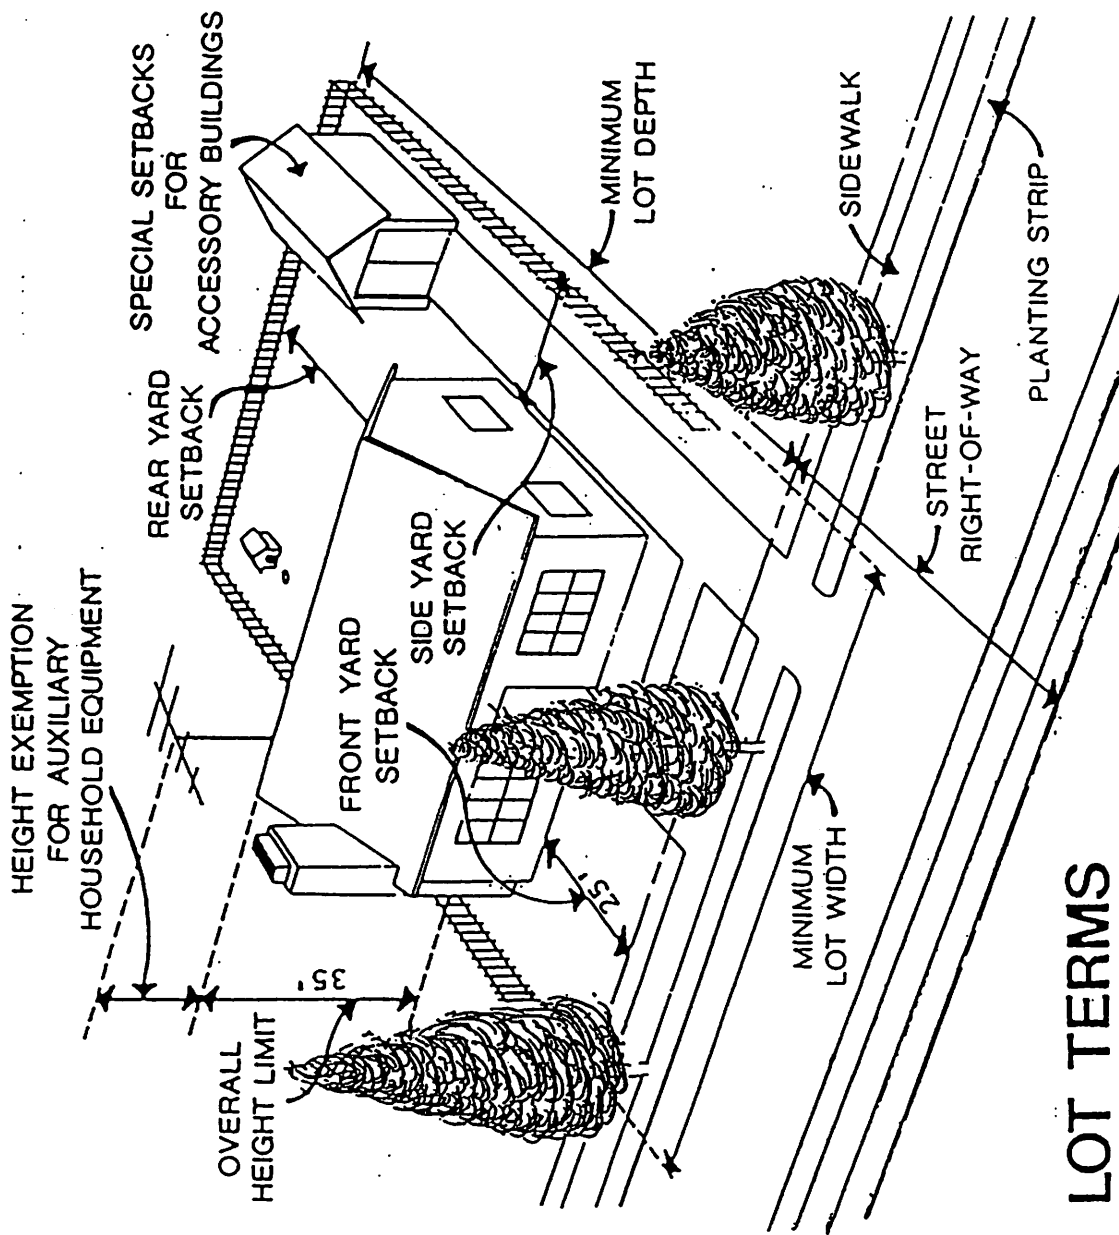 HEIGHT EXEMPTION
FOR AUXILIARY
HOUSEHOLD EQUIPMENT
REAR YARD
SETBACK
SPECIAL SETBACKS
FOR
ACCESSORY BUILDINGS
OVERALL
HEIGHT LIMIT
35'
FRONT YARD
SETBACK
SIDE YARD
SETBACK
MINIMUM
LOT DEPTH
25'
MINIMUM
LOT WIDTH
SIDEWALK
STREET
RIGHT-OF-WAY
PLANTING STRIP
LOT TERMS